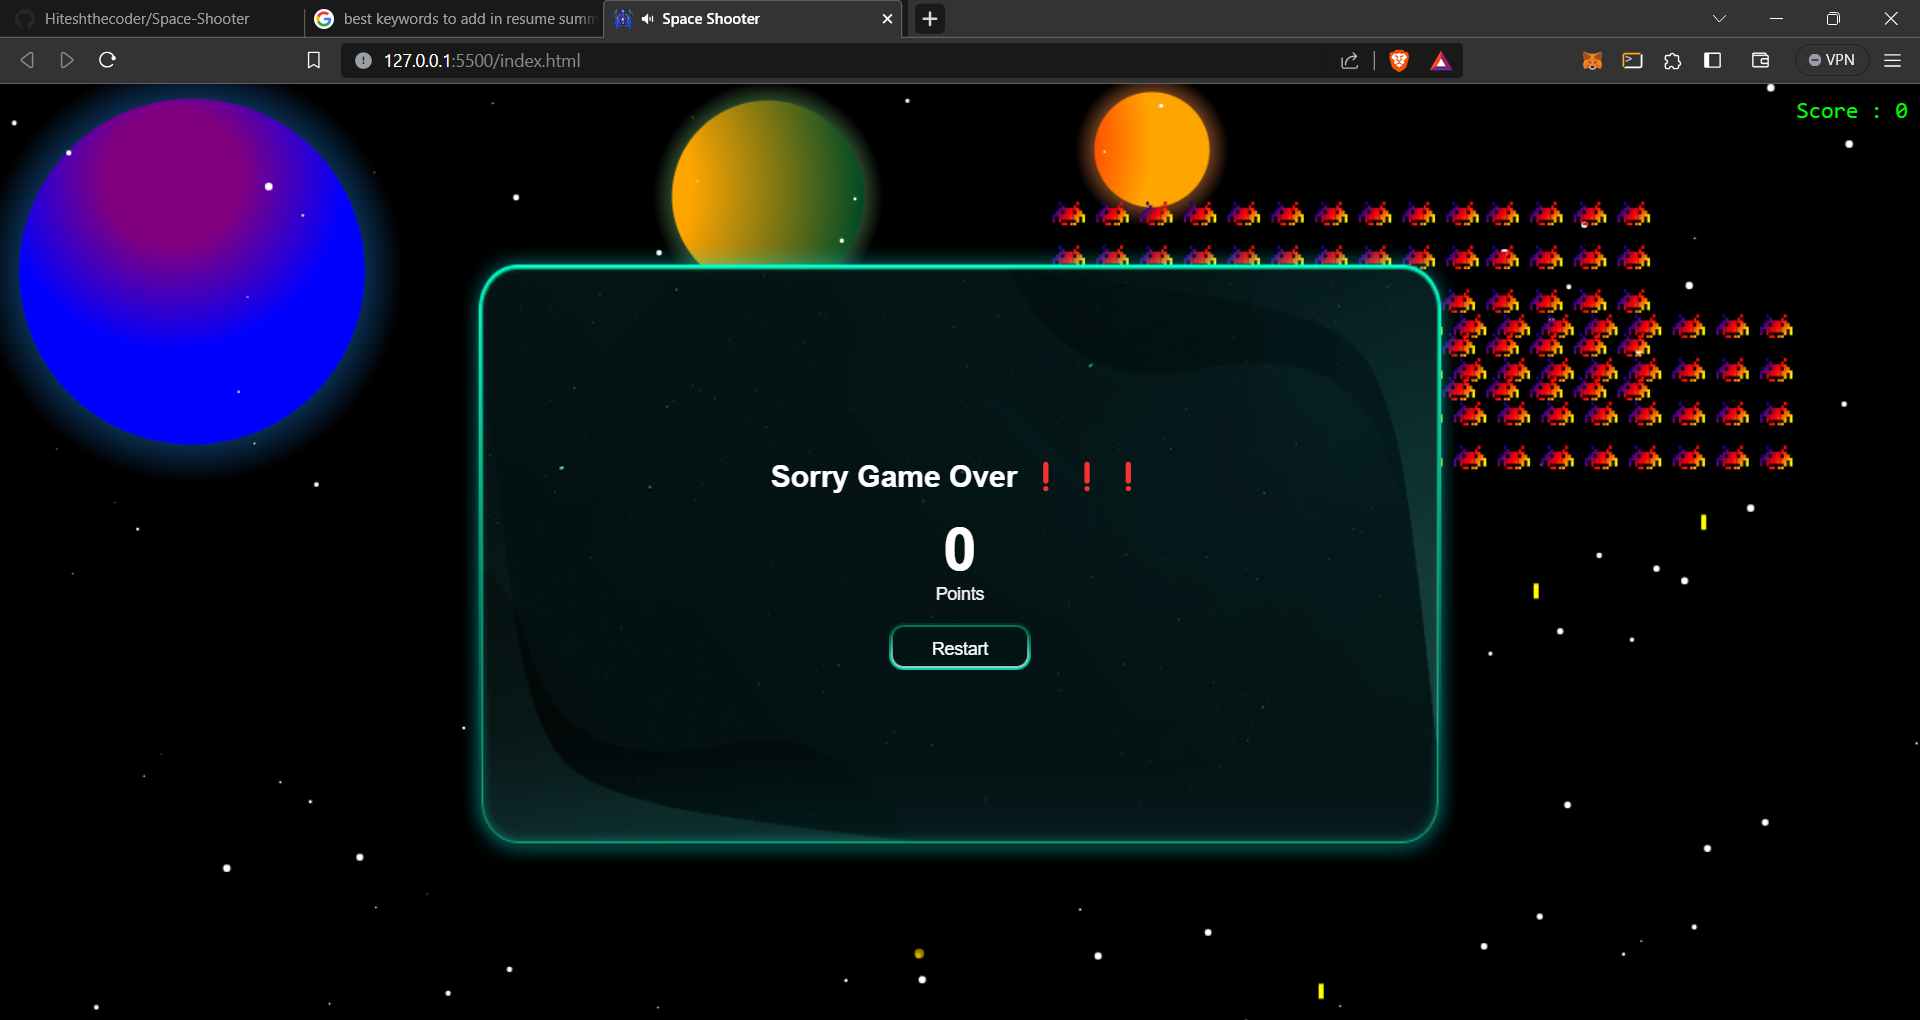 Hiteshthecoder/Space-Shooter
best keywords to add in resume summ
Space Shooter
127.0.0.1:5500/index.html
VPN
Score : 0
Sorry Game Over ❗ ❗ ❗
0
Points
Restart